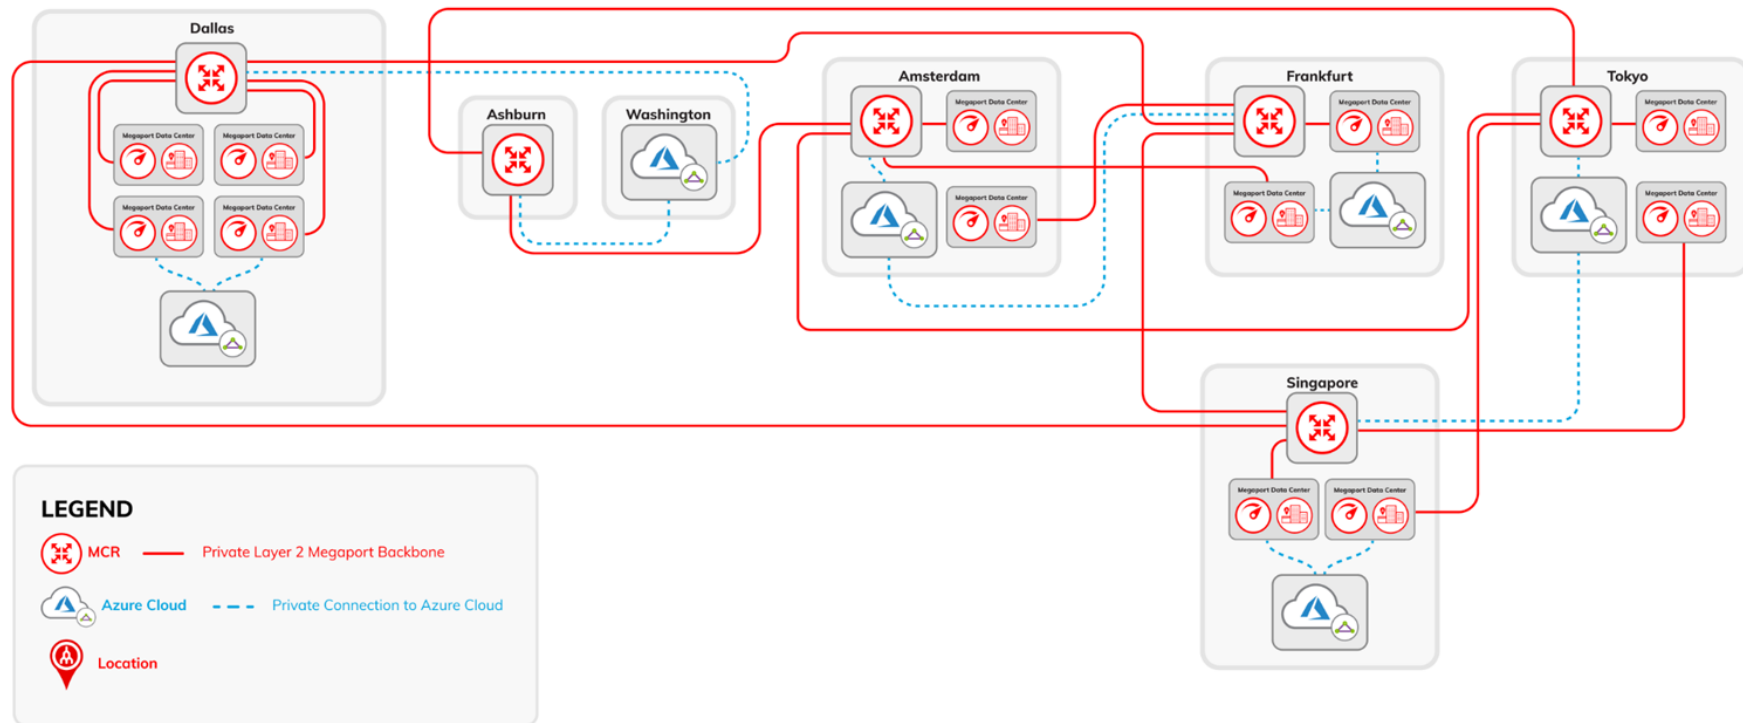 Dallas
Megaport Data Center
Megaport Data Center
Megaport Data Center
Megaport Data Center
Ashburn
Washington
Amsterdam
Megaport Data Center
Megaport Data Center
Frankfurt
Megaport Data Center
Megaport Data Center
Tokyo
Megaport Data Center
Megaport Data Center
Singapore
Megaport Data Center
Megaport Data Center
LEGEND
MCR
Private Layer 2 Megaport Backbone
Azure Cloud
Private Connection to Azure Cloud
Location